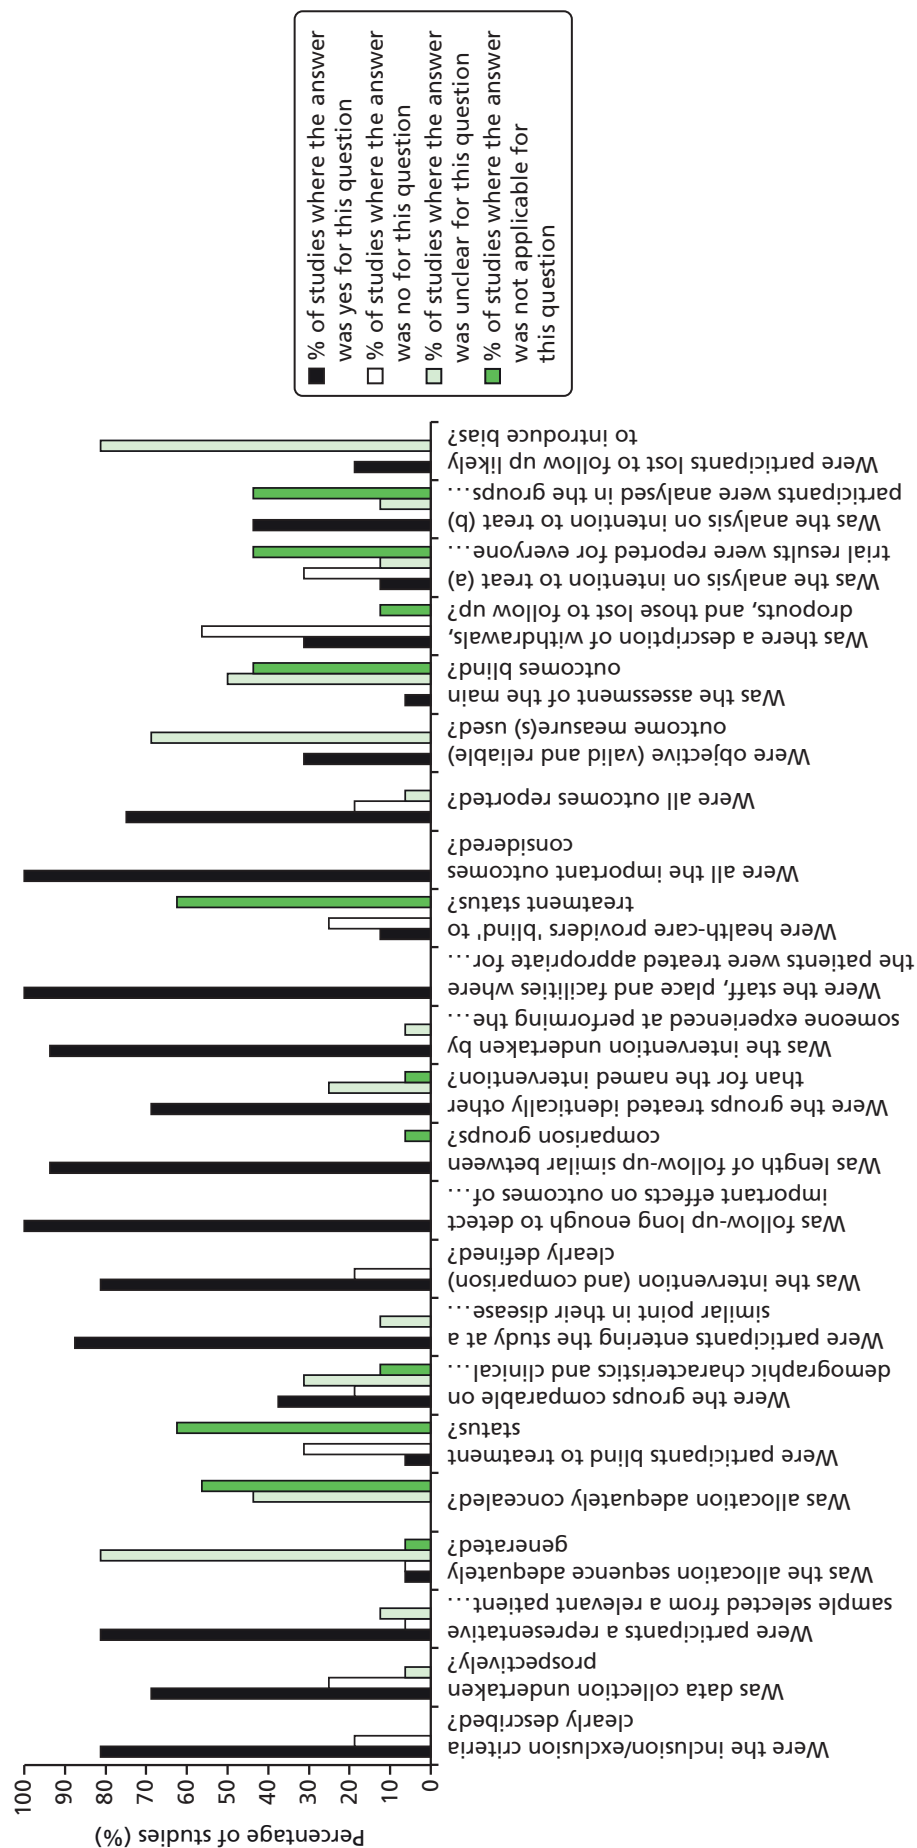 % of studies where the answer
was yes for this question
% of studies where the answer
was no for this question
% of studies where the answer
was unclear for this question
% of studies where the answer
was not applicable for
this question
Percentage of studies (%)
100
90
80
70
60
50
40
30
20
10
0
Were the inclusion/exclusion criteria
clearly described?
Was data collection undertaken
prospectively?
Were participants a representative
sample selected from a relevant patient…
Was the allocation sequence adequately
generated?
Was allocation adequately concealed?
Were participants blind to treatment
status?
Were the groups comparable on
demographic characteristics and clinical…
Were participants entering the study at a
similar point in their disease…
Was the intervention (and comparison)
clearly defined?
Was follow-up long enough to detect
important effects on outcomes of…
Was length of follow-up similar between
comparison groups?
Were the groups treated identically other
than for the named intervention?
Was the intervention undertaken by
someone experienced at performing the…
Were the staff, place and facilities where
the patients were treated appropriate for…
Were health-care providers 'blind' to
treatment status?
Were all the important outcomes
considered?
Were all outcomes reported?
Were objective (valid and reliable)
outcome measure(s) used?
Was the assessment of the main
outcomes blind?
Was there a description of withdrawals,
dropouts, and those lost to follow up?
Was the analysis on intention to treat (a)
trial results were reported for everyone…
Was the analysis on intention to treat (b)
participants were analysed in the groups…
Were participants lost to follow up likely
to introduce bias?